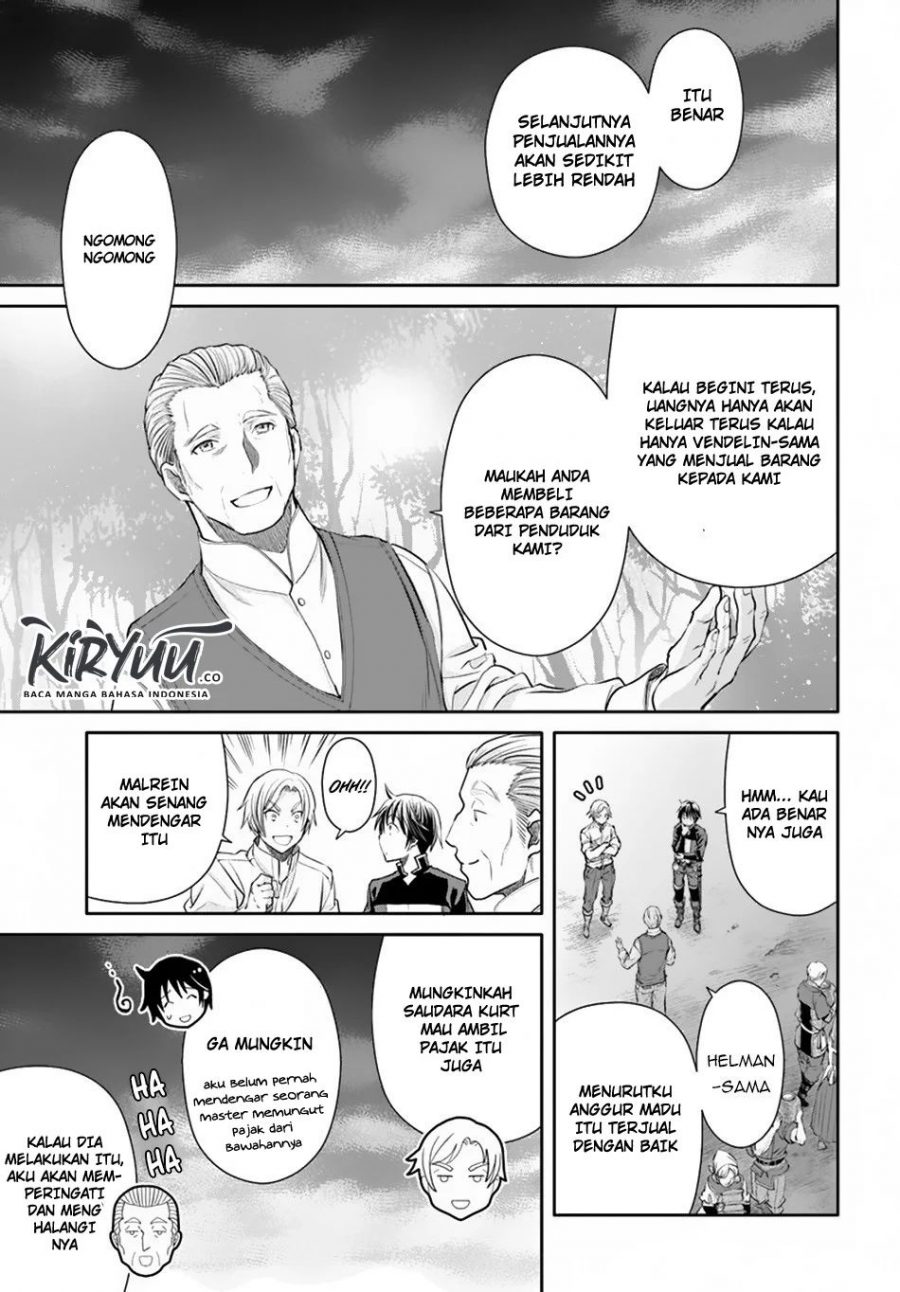 ITU
BENAR
SELANJUTNYA
PENJUALANNYA
AKAN SEDIKIT
LEBIH RENDAH
NGOMONG
NGOMONG
KALAU BEGINI TERUS,
UANGNYA HANYA AKAN
KELUAR TERUS KALAU
HANYA VENDELIN-SAMA
YANG MENJUAL BARANG
KEPADA KAMI
MAUKAH ANDA
MEMBELI
BEBERAPA BARANG
DARI PENDUDUK
KAMI?
KiRYUU.CO
BACA MANGA BAHASA INDONESIA
HMM... KAU
ADA BENAR
NYA JUGA
HELMAN
-SAMA
MENURUTKU
ANGGUR MADU
ITU TERJUAL
DENGAN BAIK
OHH!!
MALREIN
AKAN SENANG
MENDENGAR
ITU
MUNGKINKAH
SAUDARA KURT
MAU AMBIL
PAJAK ITU
JUGA
GA MUNGKIN
aku belum pernah
mendengar seorang
master memungut
pajak dari
Bawahannya
HA
HA
HA
KALAU DIA
MELAKUKAN ITU,
AKU AKAN MEM-
PERINGATI
DAN MENG
HALANGI
NYA